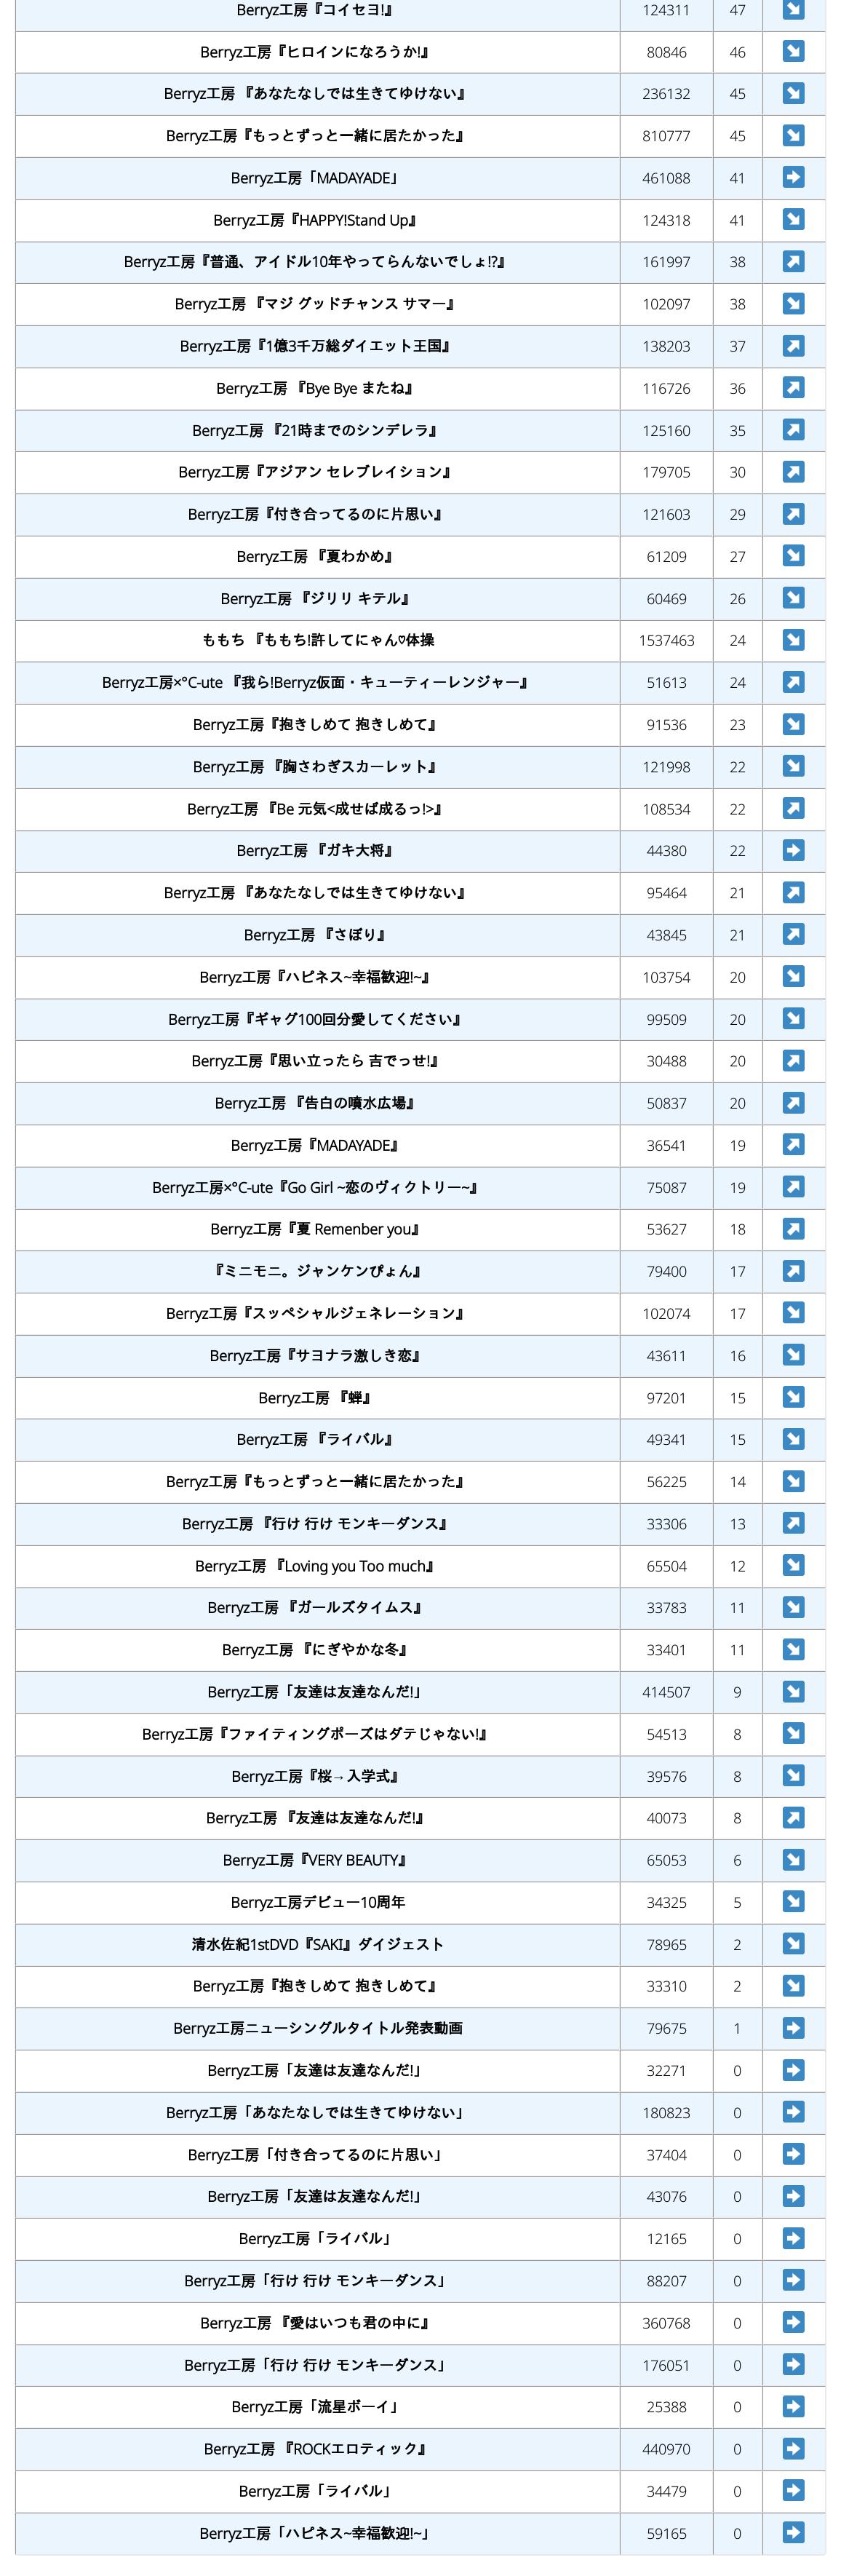 Berryz工房『コイセヨ!』 124311 47 ↘
Berryz工房『ヒロインになろうか!』 80846 46 ↘
Berryz工房 『あなたなしでは生きてゆけない』 236132 45 ↘
Berryz工房『もっとずっと一緒に居たかった』 810777 45 ↘
Berryz工房「MADAYADE」 461088 41 ➡
Berryz工房『HAPPY!Stand Up』 124318 41 ↘
Berryz工房『普通、アイドル10年やってらんないでしょ!?』 161997 38 ↗
Berryz工房 『マジ グッドチャンス サマー』 102097 38 ↘
Berryz工房『1億3千万総ダイエット王国』 138203 37 ↗
Berryz工房 『Bye Bye またね』 116726 36 ↗
Berryz工房 『21時までのシンデレラ』 125160 35 ↗
Berryz工房『アジアン セレブレイション』 179705 30 ↗
Berryz工房『付き合ってるのに片思い』 121603 29 ↗
Berryz工房 『夏わかめ』 61209 27 ↘
Berryz工房 『ジリリ キテル』 60469 26 ↘
ももち 『ももち!許してにゃん♡体操 1537463 24 ↘
Berryz工房×°C-ute 『我ら!Berryz仮面・キューティーレンジャー』 51613 24 ↗
Berryz工房『抱きしめて 抱きしめて』 91536 23 ↘
Berryz工房 『胸さわぎスカーレット』 121998 22 ↘
Berryz工房 『Be 元気<成せば成るっ!>』 108534 22 ↗
Berryz工房 『ガキ大将』 44380 22 ➡
Berryz工房 『あなたなしでは生きてゆけない』 95464 21 ↗
Berryz工房 『さぼり』 43845 21 ↗
Berryz工房『ハピネス~幸福歓迎!~』 103754 20 ↘
Berryz工房『ギャグ100回分愛してください』 99509 20 ↘
Berryz工房『思い立ったら 吉でっせ!』 30488 20 ↗
Berryz工房 『告白の噴水広場』 50837 20 ↗
Berryz工房『MADAYADE』 36541 19 ↗
Berryz工房×°C-ute『Go Girl ~恋のヴィクトリー~』 75087 19 ↗
Berryz工房『夏 Remenber you』 53627 18 ↗
『ミニモニ。ジャンケンぴょん』 79400 17 ↗
Berryz工房『スッペシャルジェネレーション』 102074 17 ↘
Berryz工房『サヨナラ激しき恋』 43611 16 ↘
Berryz工房 『蝉』 97201 15 ↘
Berryz工房 『ライバル』 49341 15 ↘
Berryz工房『もっとずっと一緒に居たかった』 56225 14 ↘
Berryz工房 『行け 行け モンキーダンス』 33306 13 ↗
Berryz工房 『Loving you Too much』 65504 12 ↘
Berryz工房 『ガールズタイムス』 33783 11 ↘
Berryz工房 『にぎやかな冬』 33401 11 ↘
Berryz工房「友達は友達なんだ!」 414507 9 ↘
Berryz工房『ファイティングポーズはダテじゃない!』 54513 8 ↘
Berryz工房『桜→入学式』 39576 8 ↘
Berryz工房 『友達は友達なんだ!』 40073 8 ↗
Berryz工房『VERY BEAUTY』 65053 6 ↘
Berryz工房デビュー10周年 34325 5 ↘
清水佐紀1stDVD『SAKI』ダイジェスト 78965 2 ↘
Berryz工房『抱きしめて 抱きしめて』 33310 2 ↘
Berryz工房ニューシングルタイトル発表動画 79675 1 ➡
Berryz工房「友達は友達なんだ!」 32271 0 ➡
Berryz工房「あなたなしでは生きてゆけない」 180823 0 ➡
Berryz工房「付き合ってるのに片思い」 37404 0 ➡
Berryz工房「友達は友達なんだ!」 43076 0 ➡
Berryz工房「ライバル」 12165 0 ➡
Berryz工房「行け 行け モンキーダンス」 88207 0 ➡
Berryz工房 『愛はいつも君の中に』 360768 0 ➡
Berryz工房「行け 行け モンキーダンス」 176051 0 ➡
Berryz工房「流星ボーイ」 25388 0 ➡
Berryz工房 『ROCKエロティック』 440970 0 ➡
Berryz工房「ライバル」 34479 0 ➡
Berryz工房「ハピネス~幸福歓迎!~」 59165 0 ➡